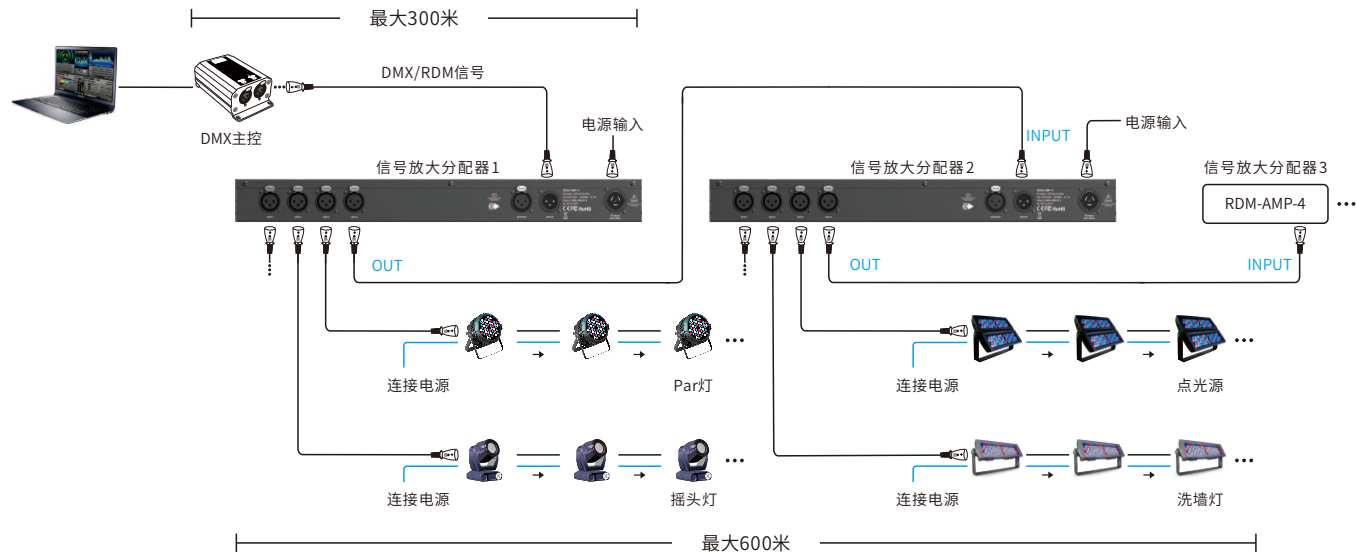 最大300米
DMX/RDM信号
DMX主控
电源输入
INPUT
电源输入
信号放大分配器1
信号放大分配器2
信号放大分配器3
RDM-AMP-4
...
OUT
OUT
INPUT
...
...
连接电源
Par灯
连接电源
点光源
...
...
连接电源
摇头灯
连接电源
洗墙灯
最大600米